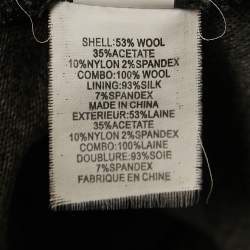 SHELL:53% WOOL
35%ACETATE
10%NYLON 2%SPANDEX
COMBO:100% WOOL
LINING:93%SILK
7%SPANDEX
MADE IN CHINA
EXTERIEUR:53%LAINE
35%ACETATE
10%NYLON 2%SPANDEX
COMBO:100%LAINE
DOUBLURE:93%SOIE
7%SPANDEX
FABRIQUE EN CHINE